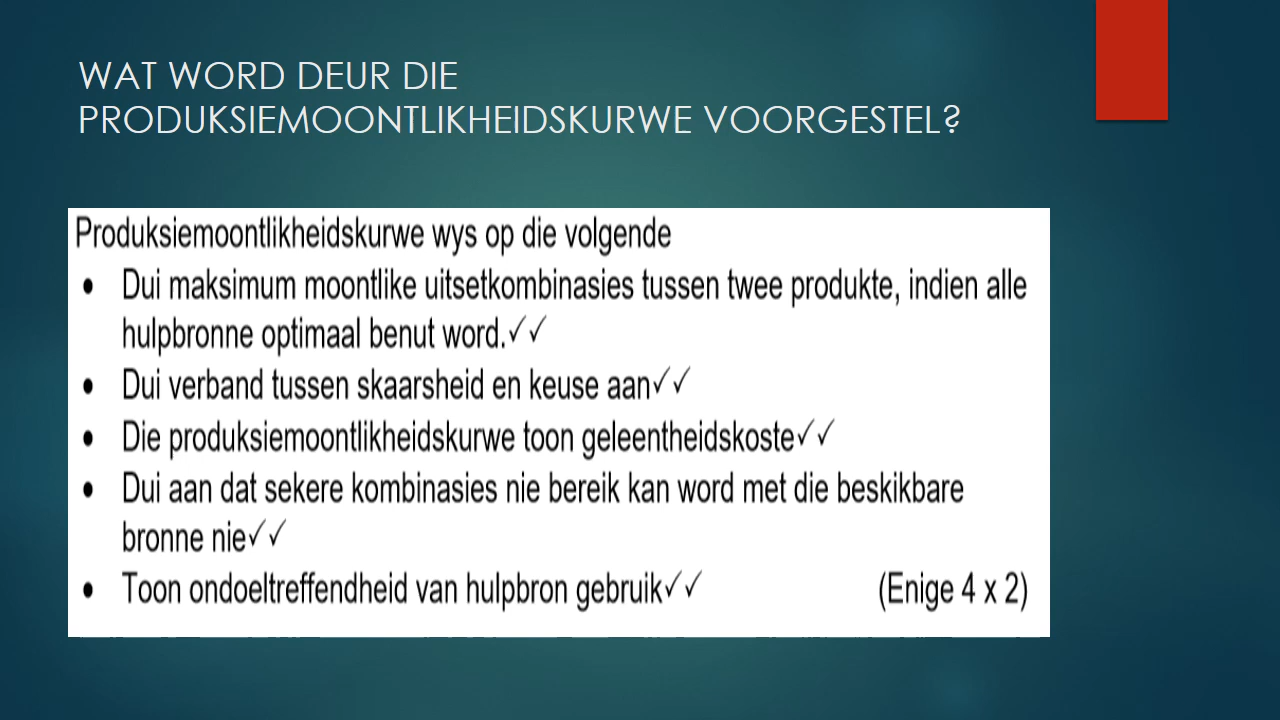 WAT WORD DEUR DIE
PRODUKSIEMOONTLIKHEIDSKURWE VOORGESTEL?
Produksiemoontlikheidskurwe wys op die volgende
• Dui maksimum moontlike uitsetkombinasies tussen twee produkte, indien alle
hulpbronne optimaal benut word.✓✓
• Dui verband tussen skaarsheid en keuse aan✓✓
• Die produksiemoontlikheidskurwe toon geleentheidskoste✓✓
• Dui aan dat sekere kombinasies nie bereik kan word met die beskikbare
bronne nie✓✓
• Toon ondoeltreffendheid van hulpbron gebruik✓✓ (Enige 4 x 2)